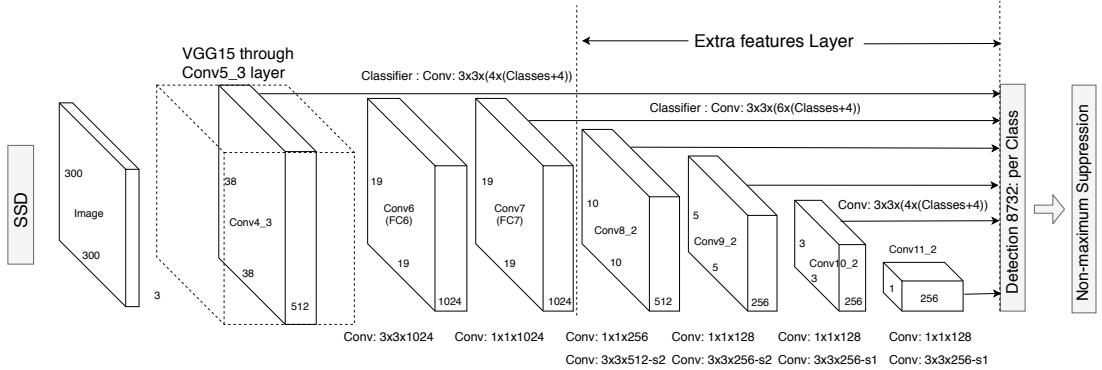 Extra features Layer
VGG15 through
Conv5_3 layer
Classifier : Conv: 3x3x(4x(Classes+4))
Classifier : Conv: 3x3x(6x(Classes+4))
SSD
300
Image
300
3
38
Conv4_3
38
512
19
Conv6
(FC6)
19
1024
19
Conv7
(FC7)
19
1024
10
Conv8_2
10
512
5
Conv9_2
5
256
Conv: 3x3x(4x(Classes+4))
3
Conv10_2
3
256
Conv11_2
1
256
Detection 8732: per Class
Non-maximum Suppression
Conv: 3x3x1024
Conv: 1x1x1024
Conv: 1x1x256
Conv: 1x1x128
Conv: 1x1x128
Conv: 1x1x128
Conv: 3x3x512-s2
Conv: 3x3x256-s2
Conv: 3x3x256-s1
Conv: 3x3x256-s1